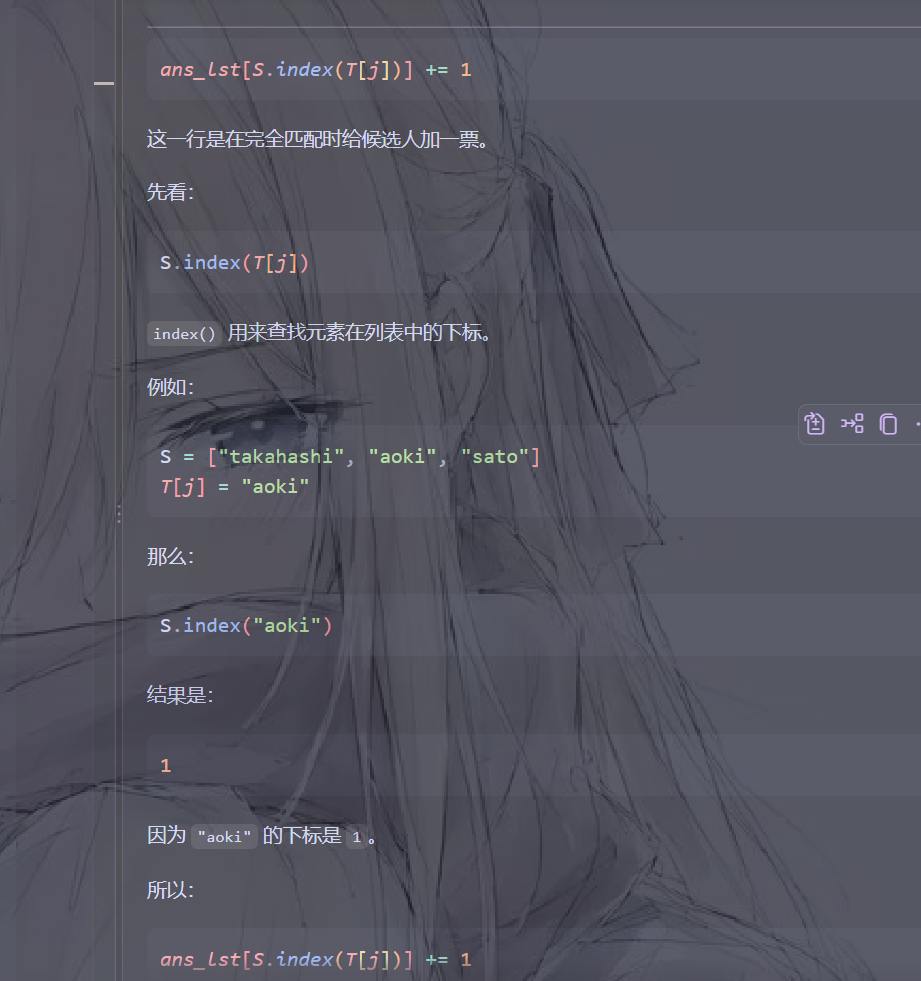 ans_lst[S.index(T[j])] += 1
这一行是在完全匹配时给候选人加一票。
先看：
S.index(T[j])
index() 用来查找元素在列表中的下标。
例如：
S = ["takahashi", "aoki", "sato"]
T[j] = "aoki"
那么：
S.index("aoki")
结果是：
1
因为 "aoki" 的下标是 1。
所以：
ans_lst[S.index(T[j])] += 1